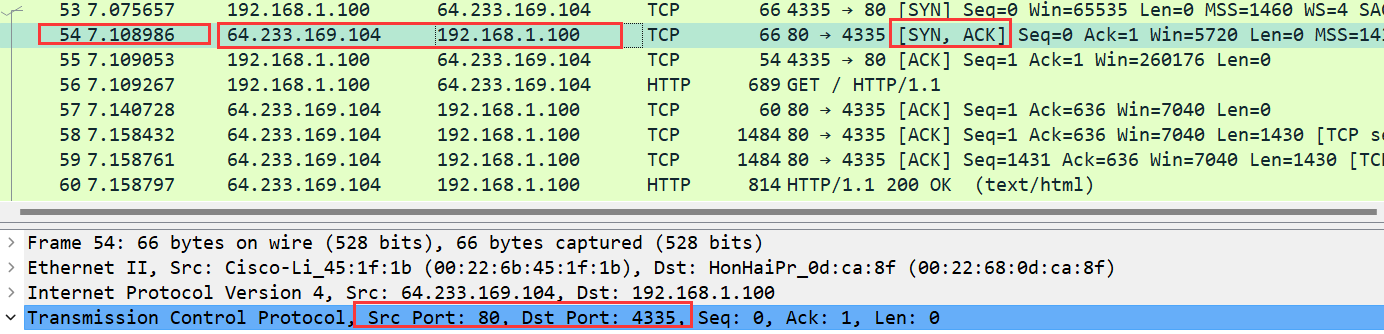 53 7.075657 192.168.1.100 64.233.169.104 TCP 66 4335 → 80 [SYN] Seq=0 Win=65535 Len=0 MSS=1460 WS=4 SAC
54 7.108986 64.233.169.104 192.168.1.100 TCP 66 80 → 4335 [SYN, ACK] Seq=0 Ack=1 Win=5720 Len=0 MSS=143
55 7.109053 192.168.1.100 64.233.169.104 TCP 54 4335 → 80 [ACK] Seq=1 Ack=1 Win=260176 Len=0
56 7.109267 192.168.1.100 64.233.169.104 HTTP 689 GET / HTTP/1.1
57 7.140728 64.233.169.104 192.168.1.100 TCP 60 80 → 4335 [ACK] Seq=1 Ack=636 Win=7040 Len=0
58 7.158432 64.233.169.104 192.168.1.100 TCP 1484 80 → 4335 [ACK] Seq=1 Ack=636 Win=7040 Len=1430 [TCP se
59 7.158761 64.233.169.104 192.168.1.100 TCP 1484 80 → 4335 [ACK] Seq=1431 Ack=636 Win=7040 Len=1430 [TCP
60 7.158797 64.233.169.104 192.168.1.100 HTTP 814 HTTP/1.1 200 OK (text/html)
Frame 54: 66 bytes on wire (528 bits), 66 bytes captured (528 bits)
Ethernet II, Src: Cisco-Li_45:1f:1b (00:22:6b:45:1f:1b), Dst: HonHaiPr_0d:ca:8f (00:22:68:0d:ca:8f)
Internet Protocol Version 4, Src: 64.233.169.104, Dst: 192.168.1.100
Transmission Control Protocol, Src Port: 80, Dst Port: 4335, Seq: 0, Ack: 1, Len: 0